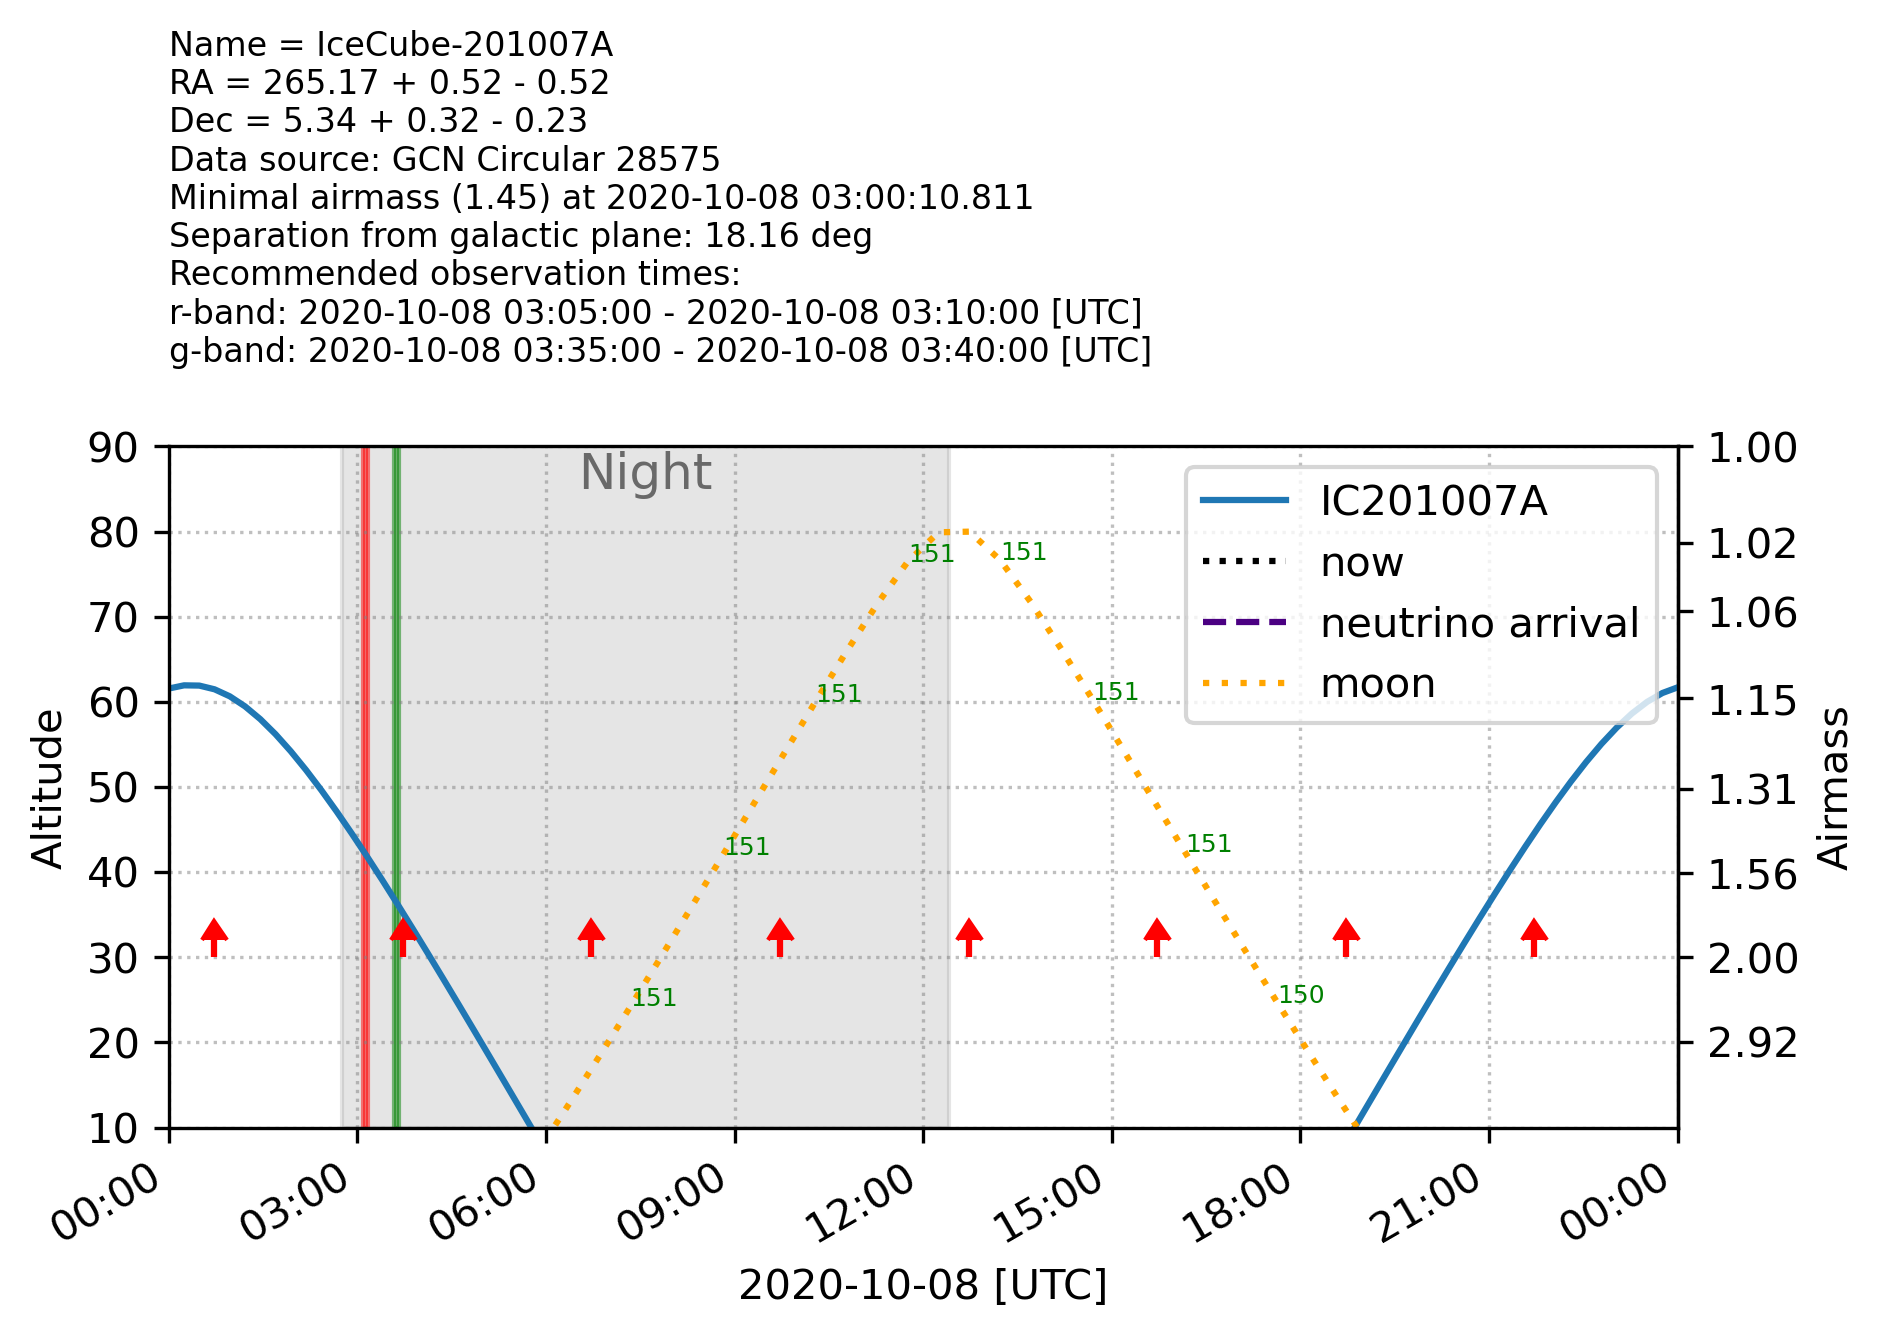 Name = IceCube-201007A
RA = 265.17 + 0.52 - 0.52
Dec = 5.34 + 0.32 - 0.23
Data source: GCN Circular 28575
Minimal airmass (1.45) at 2020-10-08 03:00:10.811
Separation from galactic plane: 18.16 deg
Recommended observation times:
r-band: 2020-10-08 03:05:00 - 2020-10-08 03:10:00 [UTC]
g-band: 2020-10-08 03:35:00 - 2020-10-08 03:40:00 [UTC]
Night
IC201007A
now
neutrino arrival
moon
151
151
151
151
151
151
151
150
Altitude
90
80
70
60
50
40
30
20
10
Airmass
1.00
1.02
1.06
1.15
1.31
1.56
2.00
2.92
00:00
03:00
06:00
09:00
12:00
15:00
18:00
21:00
00:00
2020-10-08 [UTC]